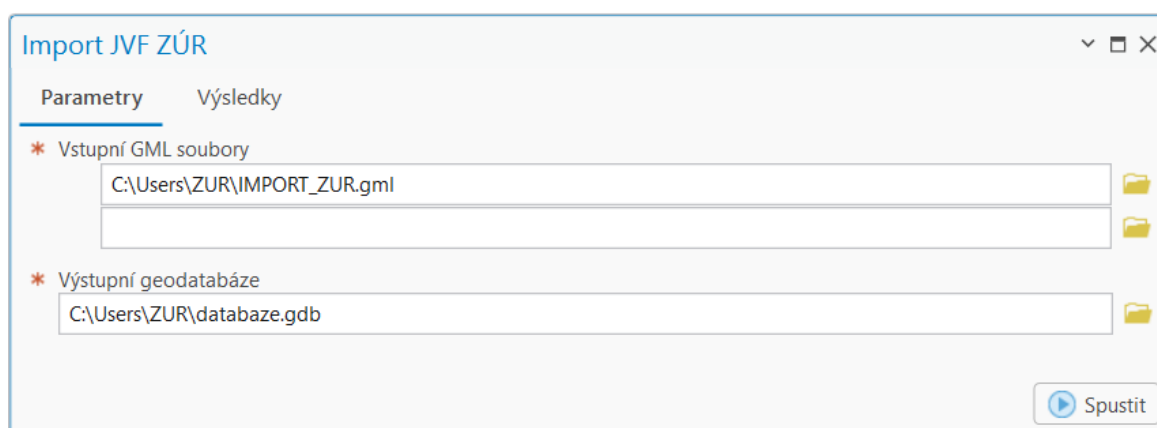 Import JVF ZÚR
Parametry Výsledky
* Vstupní GML soubory
C:\Users\ZUR\IMPORT_ZUR.gml
* Výstupní geodatabáze
C:\Users\ZUR\databaze.gdb
Spustit